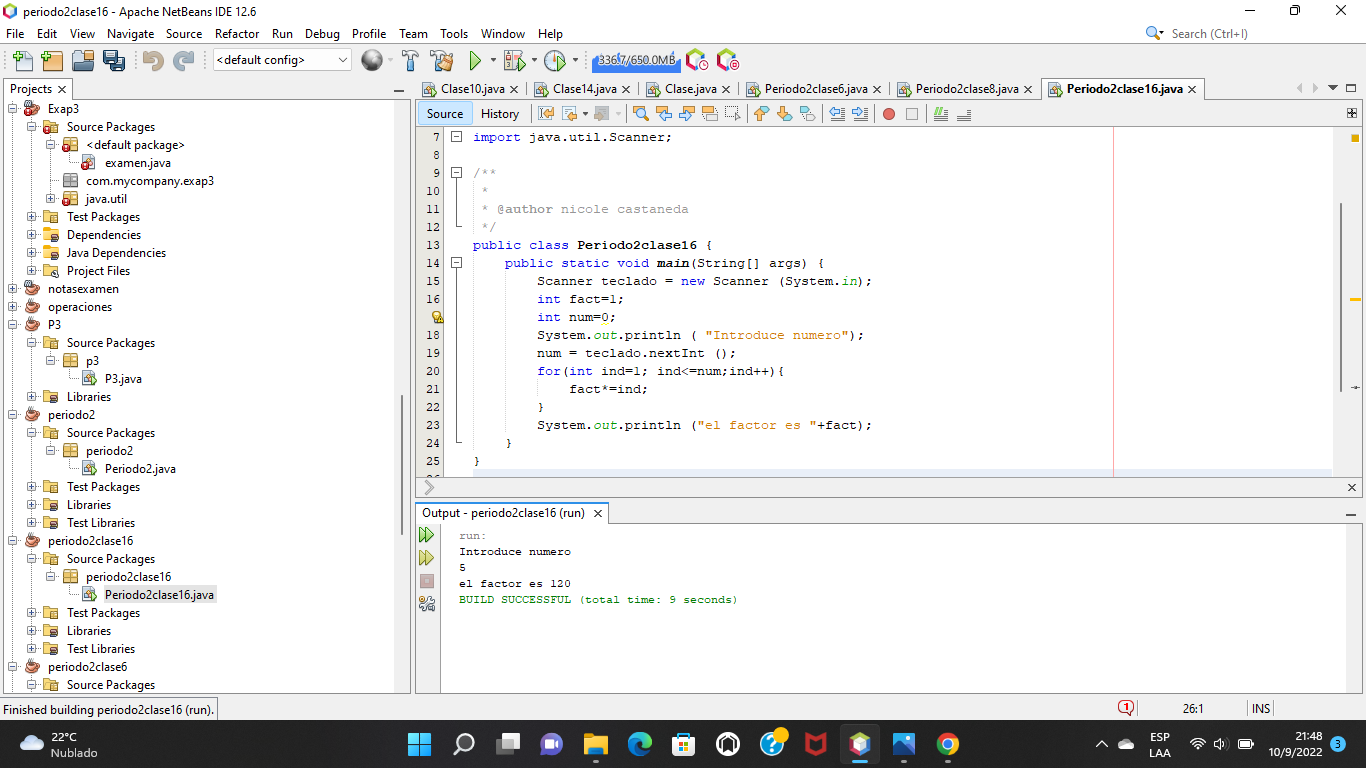 periodo2clase16 - Apache NetBeans IDE 12.6
File Edit View Navigate Source Refactor Run Debug Profile Team Tools Window Help
Search (Ctrl+I)
<default config>
336.7/650.0MB
Projects
Clase10.java Clase14.java Clase.java Periodo2clase6.java Periodo2clase8.java Periodo2clase16.java
Source History
Exap3
Source Packages
<default package>
examen.java
com.mycompany.exap3
java.util
Test Packages
Dependencies
Java Dependencies
Project Files
notasexamen
operaciones
P3
Source Packages
p3
P3.java
Libraries
periodo2
Source Packages
periodo2
Periodo2.java
Test Packages
Libraries
Test Libraries
periodo2clase16
Source Packages
periodo2clase16
Periodo2clase16.java
Test Packages
Libraries
Test Libraries
periodo2clase6
Source Packages
7 import java.util.Scanner;
8
9 /**
10 *
11 * @author nicole castaneda
12 */
13 public class Periodo2clase16 {
14 public static void main(String[] args) {
15 Scanner teclado = new Scanner (System.in);
16 int fact=1;
int num=0;
18 System.out.println ( "Introduce numero");
19 num = teclado.nextInt ();
20 for(int ind=1; ind<=num;ind++){
21 fact*=ind;
22 }
23 System.out.println ("el factor es "+fact);
24 }
25 }
Output - periodo2clase16 (run)
run:
Introduce numero
5
el factor es 120
BUILD SUCCESSFUL (total time: 9 seconds)
Finished building periodo2clase16 (run).
1
26:1
INS
22°C
Nublado
ESP
LAA
21:48
10/9/2022
3